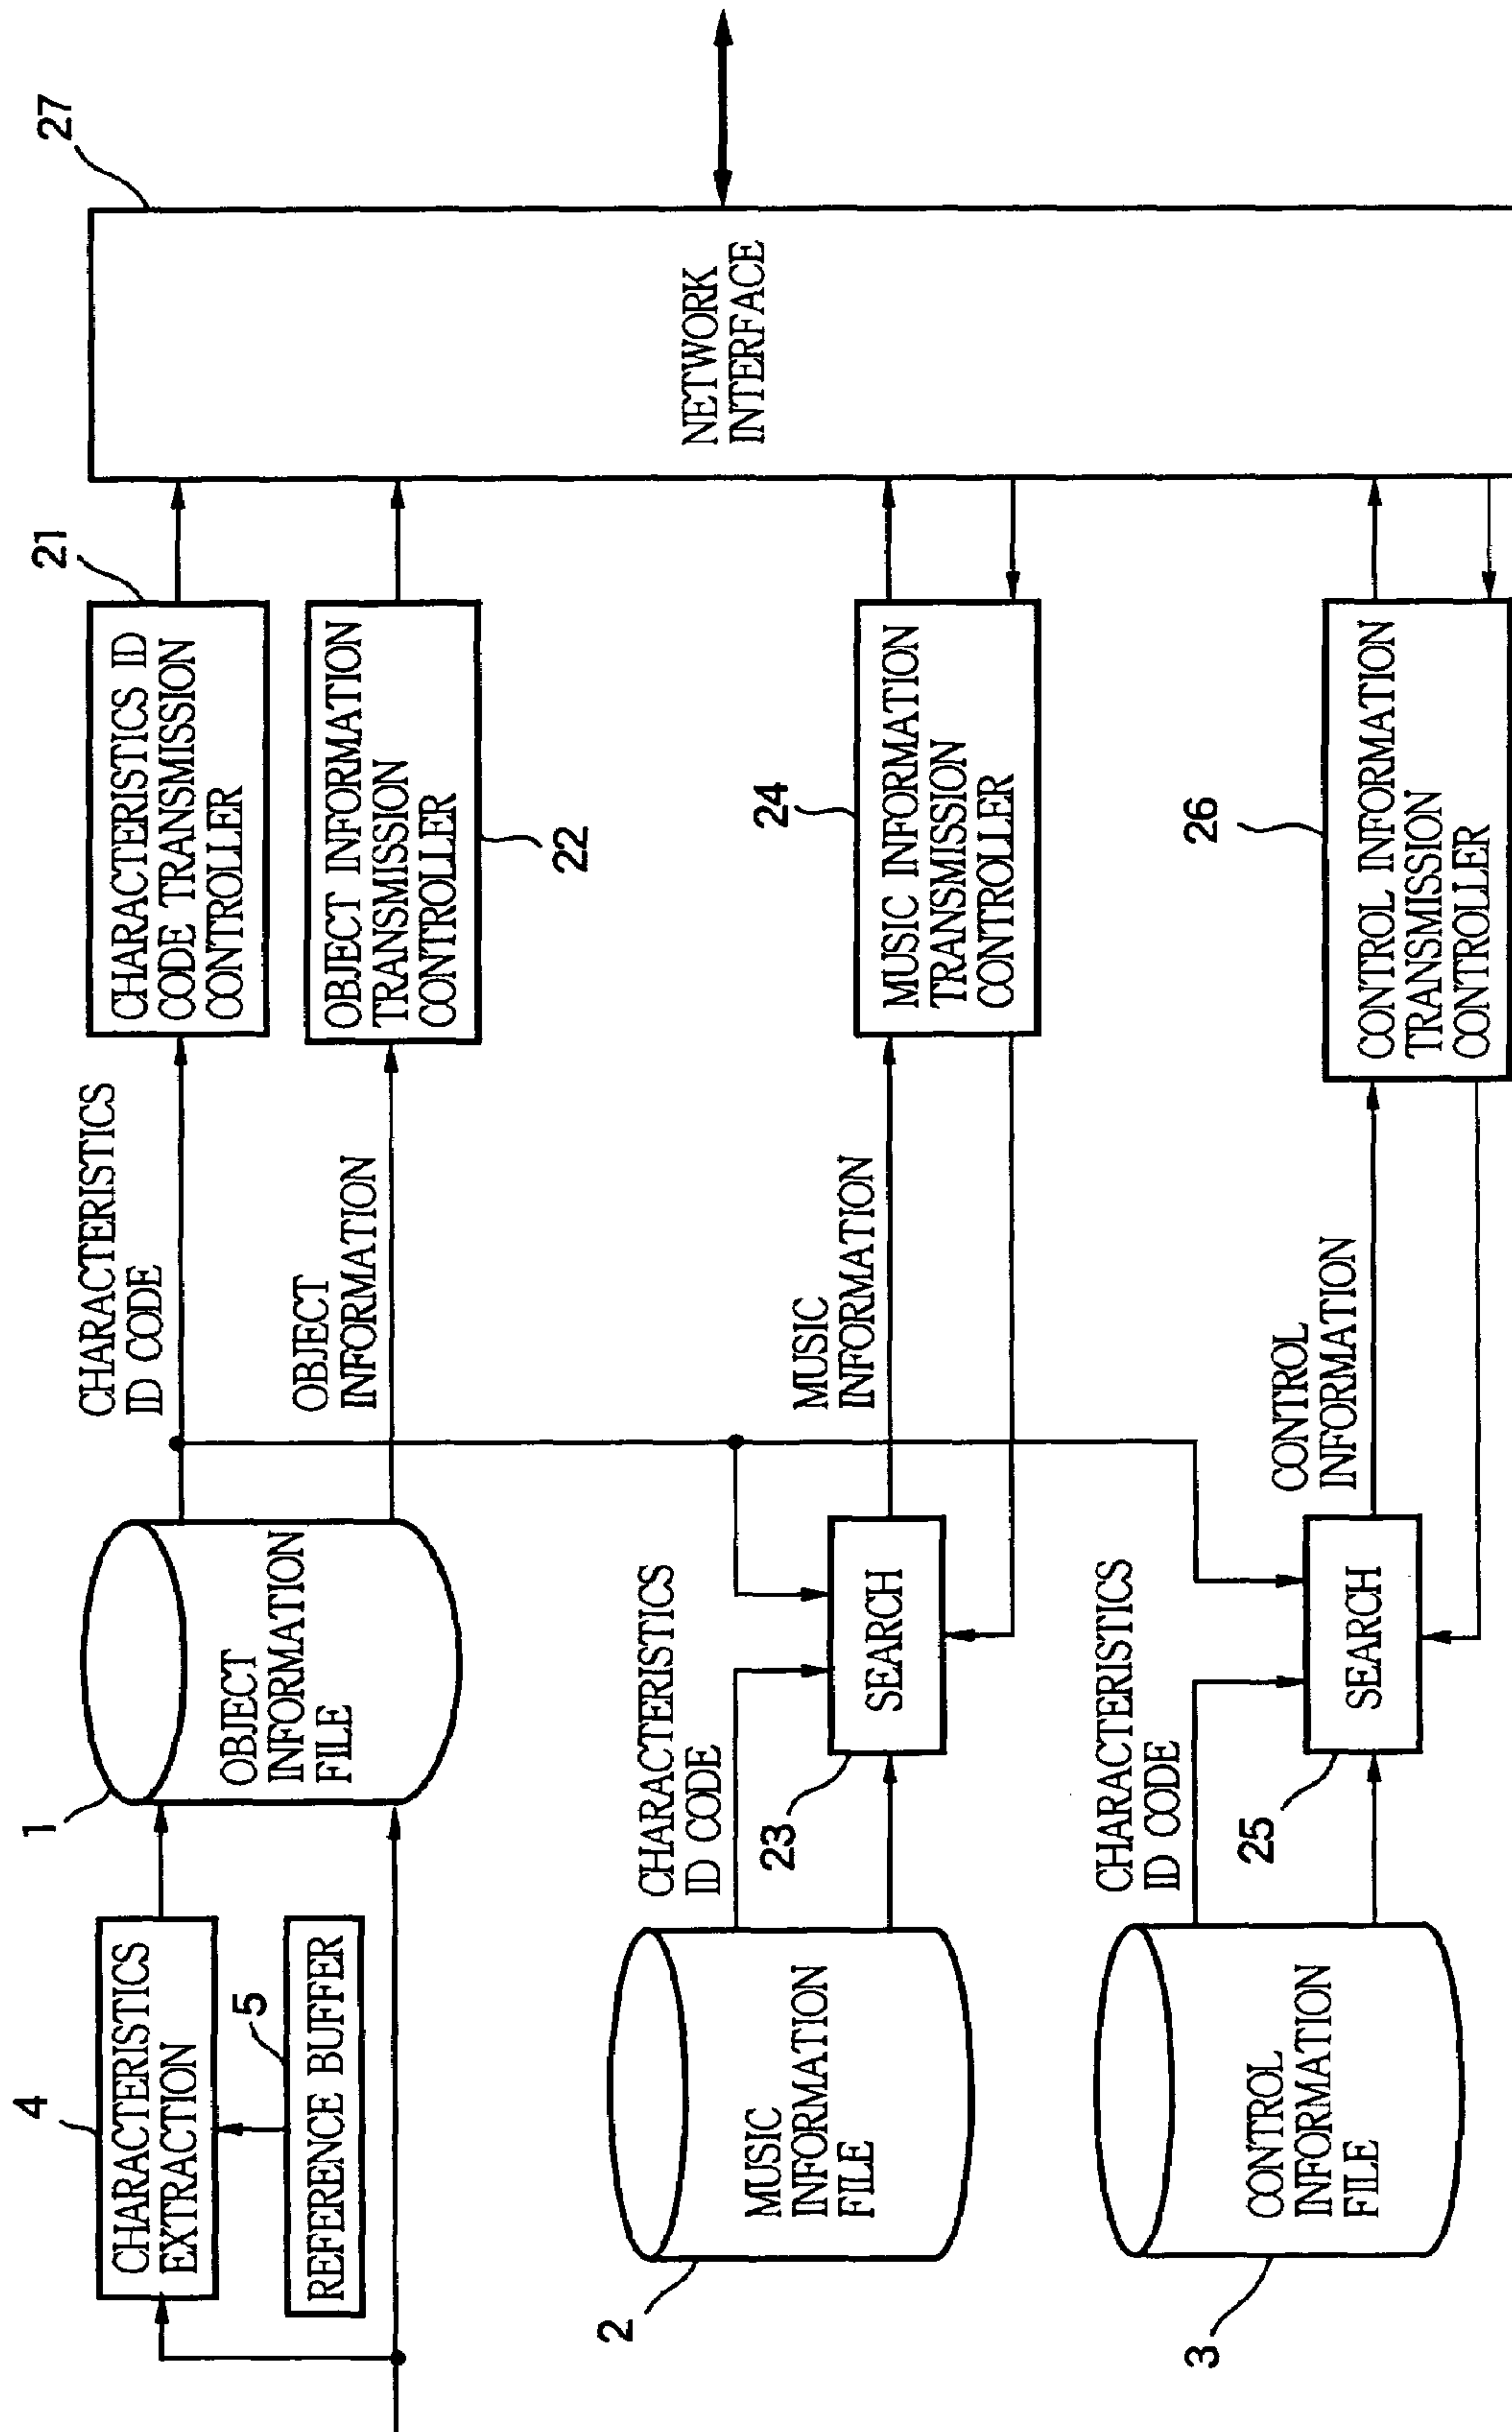 4
CHARACTERISTICS
EXTRACTION
5
REFERENCE BUFFER
1
OBJECT
INFORMATION
FILE
CHARACTERISTICS
ID CODE
OBJECT
INFORMATION
21
CHARACTERISTICS ID
CODE TRANSMISSION
CONTROLLER
OBJECT INFORMATION
TRANSMISSION
CONTROLLER
22
27
NETWORK
INTERFACE
2
MUSIC
INFORMATION
FILE
CHARACTERISTICS
ID CODE
23
SEARCH
MUSIC
INFORMATION
24
MUSIC INFORMATION
TRANSMISSION
CONTROLLER
3
CONTROL
INFORMATION
FILE
CHARACTERISTICS
ID CODE
25
SEARCH
CONTROL
INFORMATION
26
CONTROL INFORMATION
TRANSMISSION
CONTROLLER